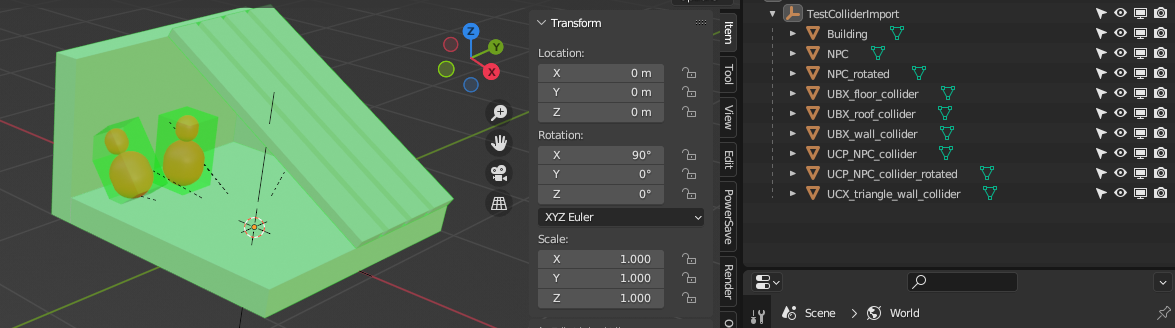 Transform
Location:
X 0 m
Y 0 m
Z 0 m
Rotation:
X 90°
Y 0°
Z 0°
XYZ Euler
Scale:
X 1.000
Y 1.000
Z 1.000
Z
Y
X
Item
Tool
View
Edit
PowerSave
Render
TestColliderImport
Building
NPC
NPC_rotated
UBX_floor_collider
UBX_roof_collider
UBX_wall_collider
UCP_NPC_collider
UCP_NPC_collider_rotated
UCX_triangle_wall_collider
Scene > World